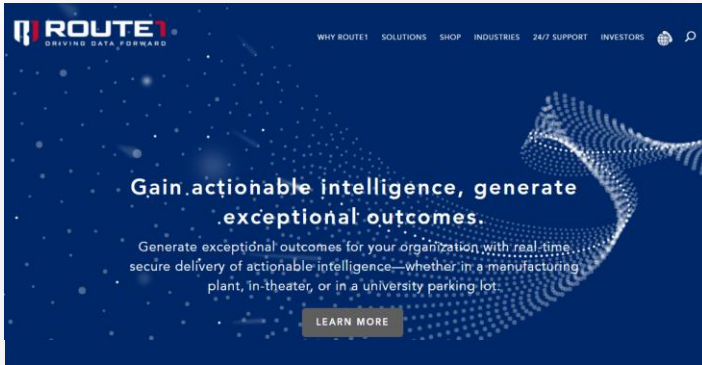 ROUTE1
DRIVING DATA FORWARD
WHY ROUTE1 SOLUTIONS SHOP INDUSTRIES 24/7 SUPPORT INVESTORS
Gain actionable intelligence, generate
exceptional outcomes.
Generate exceptional outcomes for your organization with real-time
secure delivery of actionable intelligence—whether in a manufacturing
plant, in-theater, or in a university parking lot.
LEARN MORE